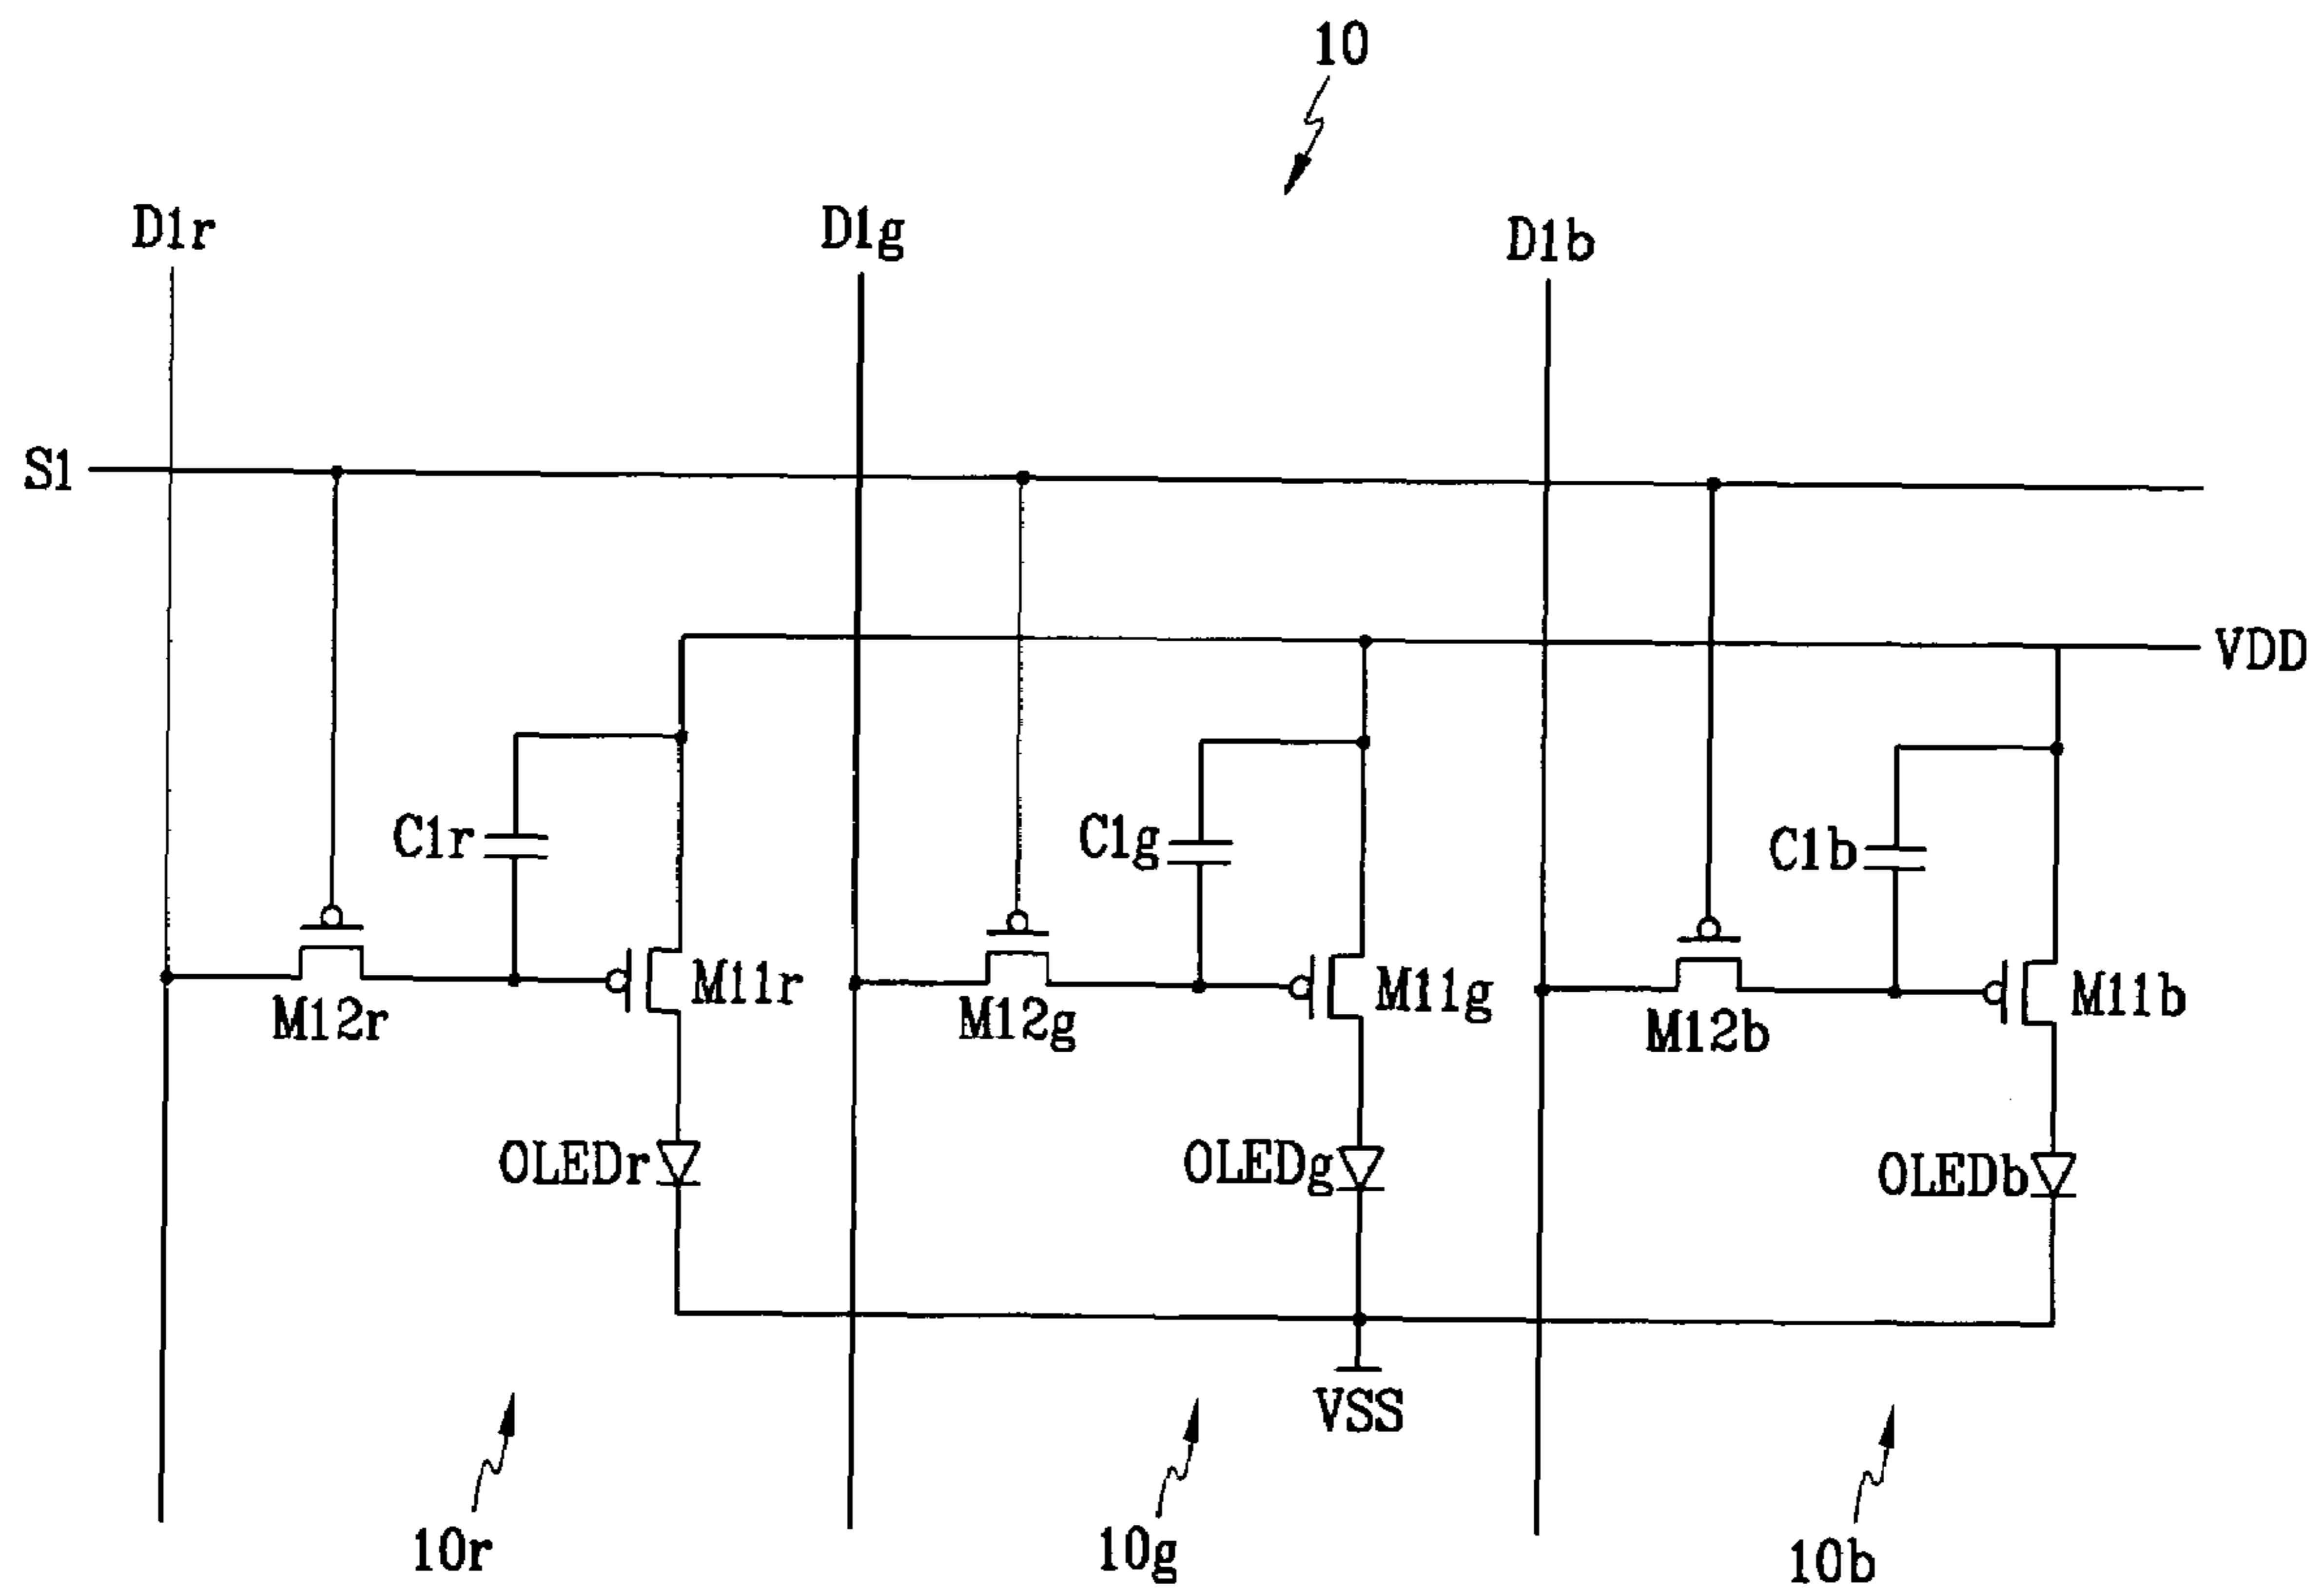 10
D1r
D1g
D1b
S1
VDD
C1r
C1g
C1b
M11r
M11g
M11b
M12r
M12g
M12b
OLEDr
OLEDg
OLEDb
VSS
10r
10g
10b